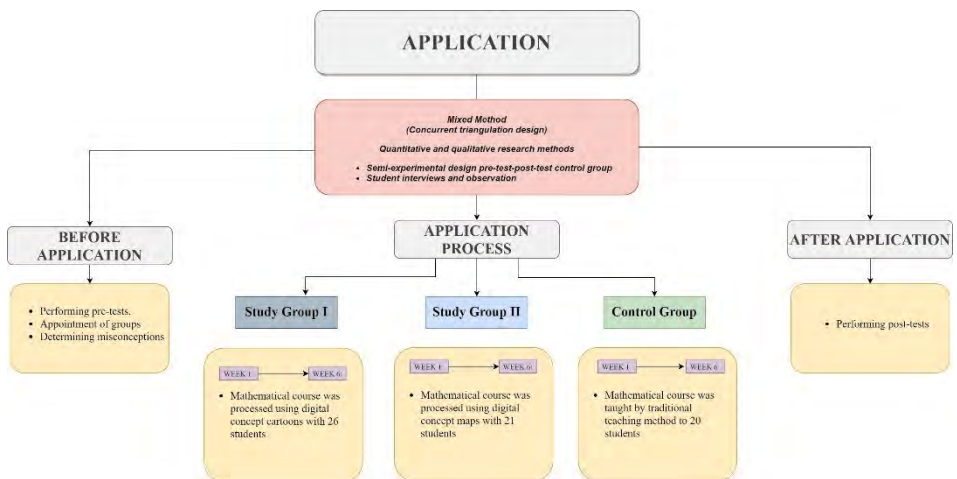 APPLICATION
Mixed Method
(Concurrent triangulation design)
Quantitative and qualitative research methods
• Semi-experimental design pre-test-post-test control group
• Student interviews and observation
BEFORE
APPLICATION
APPLICATION
PROCESS
AFTER APPLICATION
• Performing pre-tests.
• Appointment of groups
• Determining misconceptions
Study Group I
Study Group II
Control Group
• Performing post-tests
WEEK 1
WEEK 6
WEEK 1
WEEK 6
WEEK 1
WEEK 6
• Mathematical course was
processed using digital
concept cartoons with 26
students
• Mathematical course was
processed using digital
concept maps with 21
students
• Mathematical course was
taught by traditional
teaching method to 20
students